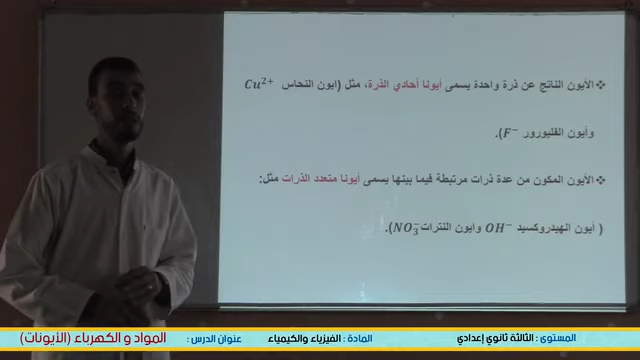 ❖ الأيون الناتج عن ذرة واحدة يسمى أيونا أحادي الذرة، مثل (ايون النحاس Cu²⁺
وأيون الفليورور F⁻).
❖ الأيون المكون من عدة ذرات مرتبطة فيما بينها يسمى أيونا متعدد الذرات مثل:
( أيون الهيدروكسيد OH⁻ وايون النترات NO₃⁻).
المستوى : الثالثة ثانوي إعدادي المادة : الفيزياء والكيمياء عنوان الدرس : المواد و الكهرباء (الأيونات)